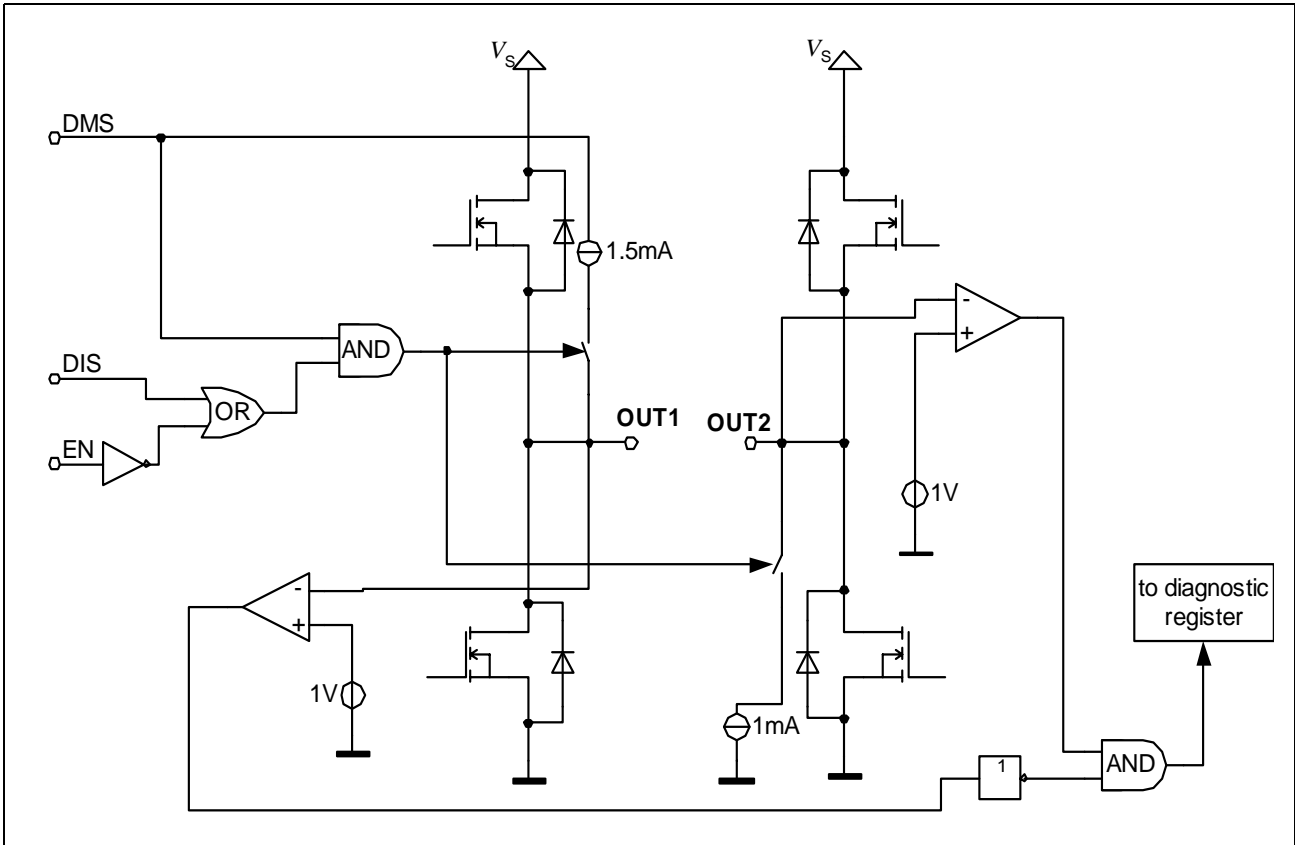 VS
VS
DMS
1.5mA
AND
DIS
OR
OUT1
OUT2
EN
-
+
1V
-
+
1V
to diagnostic
register
1mA
1
AND